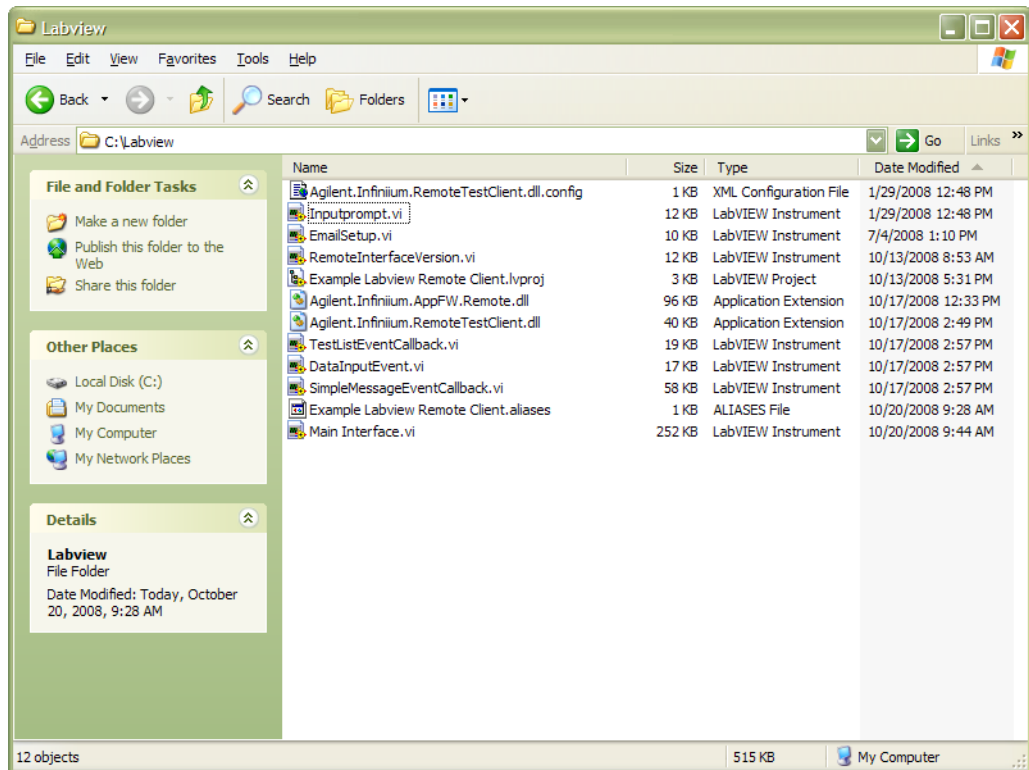 Labview
File Edit View Favorites Tools Help
Back Search Folders
Address C:\Labview Go Links »
File and Folder Tasks
Make a new folder
Publish this folder to the
Web
Share this folder
Other Places
Local Disk (C:)
My Documents
My Computer
My Network Places
Details
Labview
File Folder
Date Modified: Today, October
20, 2008, 9:28 AM
Name Size Type Date Modified
Agilent.Infiniium.RemoteTestClient.dll.config 1 KB XML Configuration File 1/29/2008 12:48 PM
Inputprompt.vi 12 KB LabVIEW Instrument 1/29/2008 12:48 PM
EmailSetup.vi 10 KB LabVIEW Instrument 7/4/2008 1:10 PM
RemoteInterfaceVersion.vi 12 KB LabVIEW Instrument 10/13/2008 8:53 AM
Example Labview Remote Client.lvproj 3 KB LabVIEW Project 10/13/2008 5:31 PM
Agilent.Infiniium.AppFW.Remote.dll 96 KB Application Extension 10/17/2008 12:33 PM
Agilent.Infiniium.RemoteTestClient.dll 40 KB Application Extension 10/17/2008 2:49 PM
TestListEventCallback.vi 19 KB LabVIEW Instrument 10/17/2008 2:57 PM
DataInputEvent.vi 17 KB LabVIEW Instrument 10/17/2008 2:57 PM
SimpleMessageEventCallback.vi 58 KB LabVIEW Instrument 10/17/2008 2:57 PM
Example Labview Remote Client.aliases 1 KB ALIASES File 10/20/2008 9:28 AM
Main Interface.vi 252 KB LabVIEW Instrument 10/20/2008 9:44 AM
12 objects 515 KB My Computer